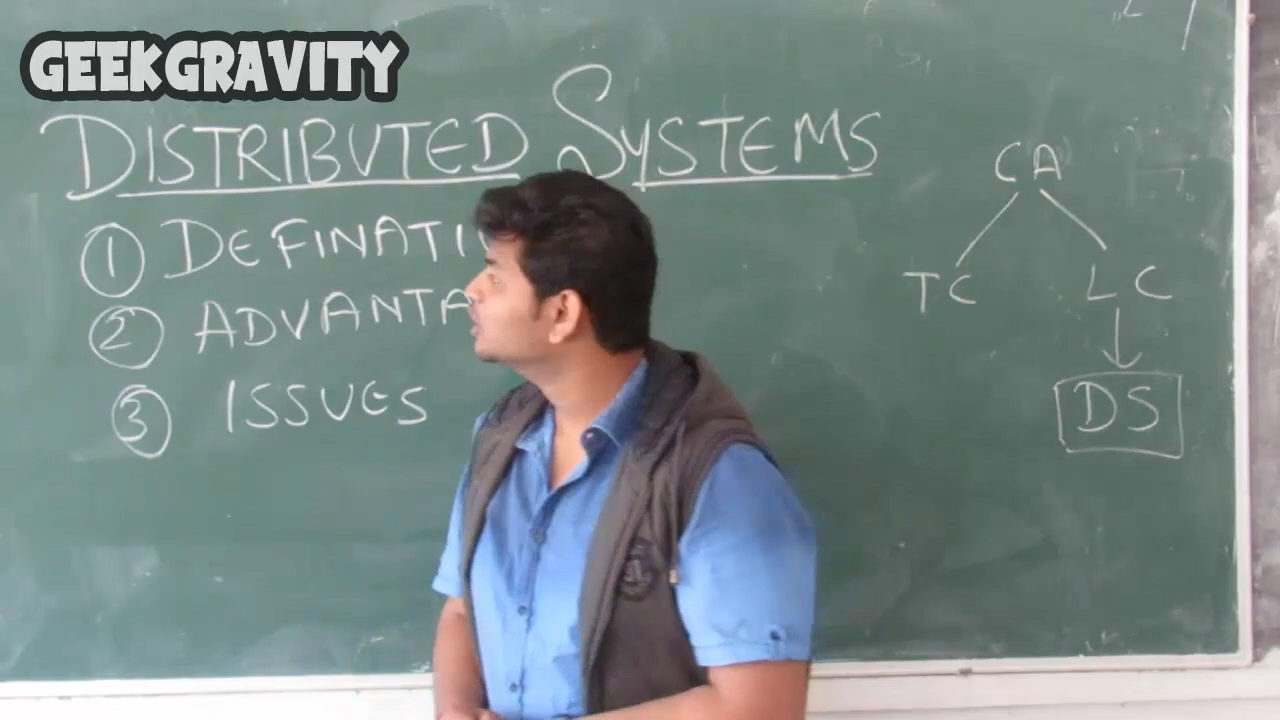 GEEKGRAVITY
DISTRIBUTED SYSTEMS
① DEFINATI
② ADVANTA
③ ISSUES
CA
TC LC
DS